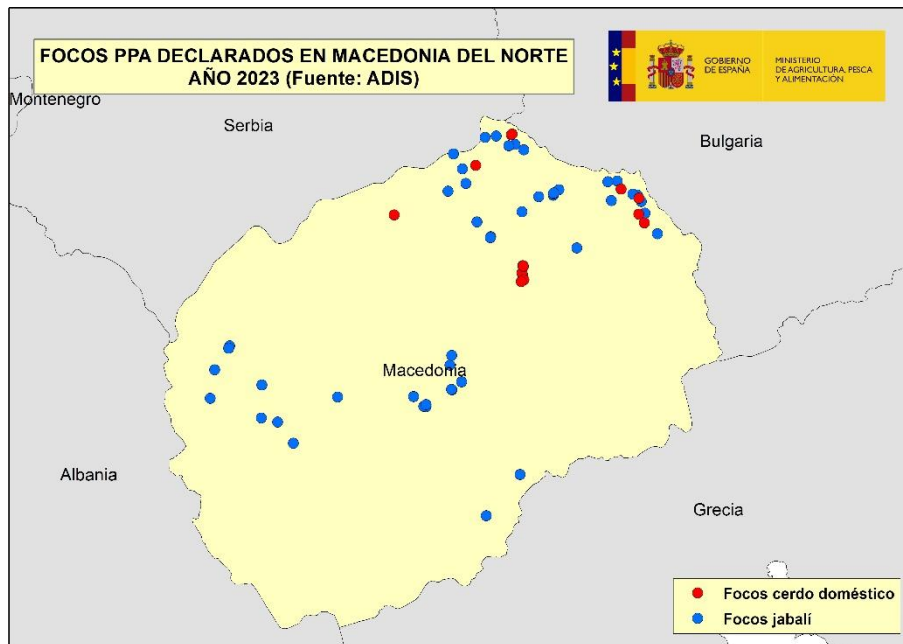 FOCOS PPA DECLARADOS EN MACEDONIA DEL NORTE
AÑO 2023 (Fuente: ADIS)
GOBIERNO
DE ESPAÑA
MINISTERIO
DE AGRICULTURA, PESCA
Y ALIMENTACIÓN
Montenegro
Serbia
Bulgaria
Macedonia
Albania
Grecia
Focos cerdo doméstico
Focos jabalí